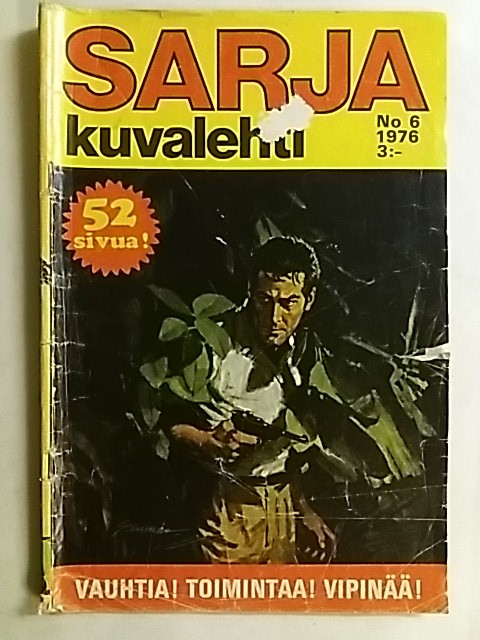 SARJA
kuvalehti
No 6
1976
3:-
52
sivua!
VAUHTIA! TOIMINTAA! VIPINÄÄ!